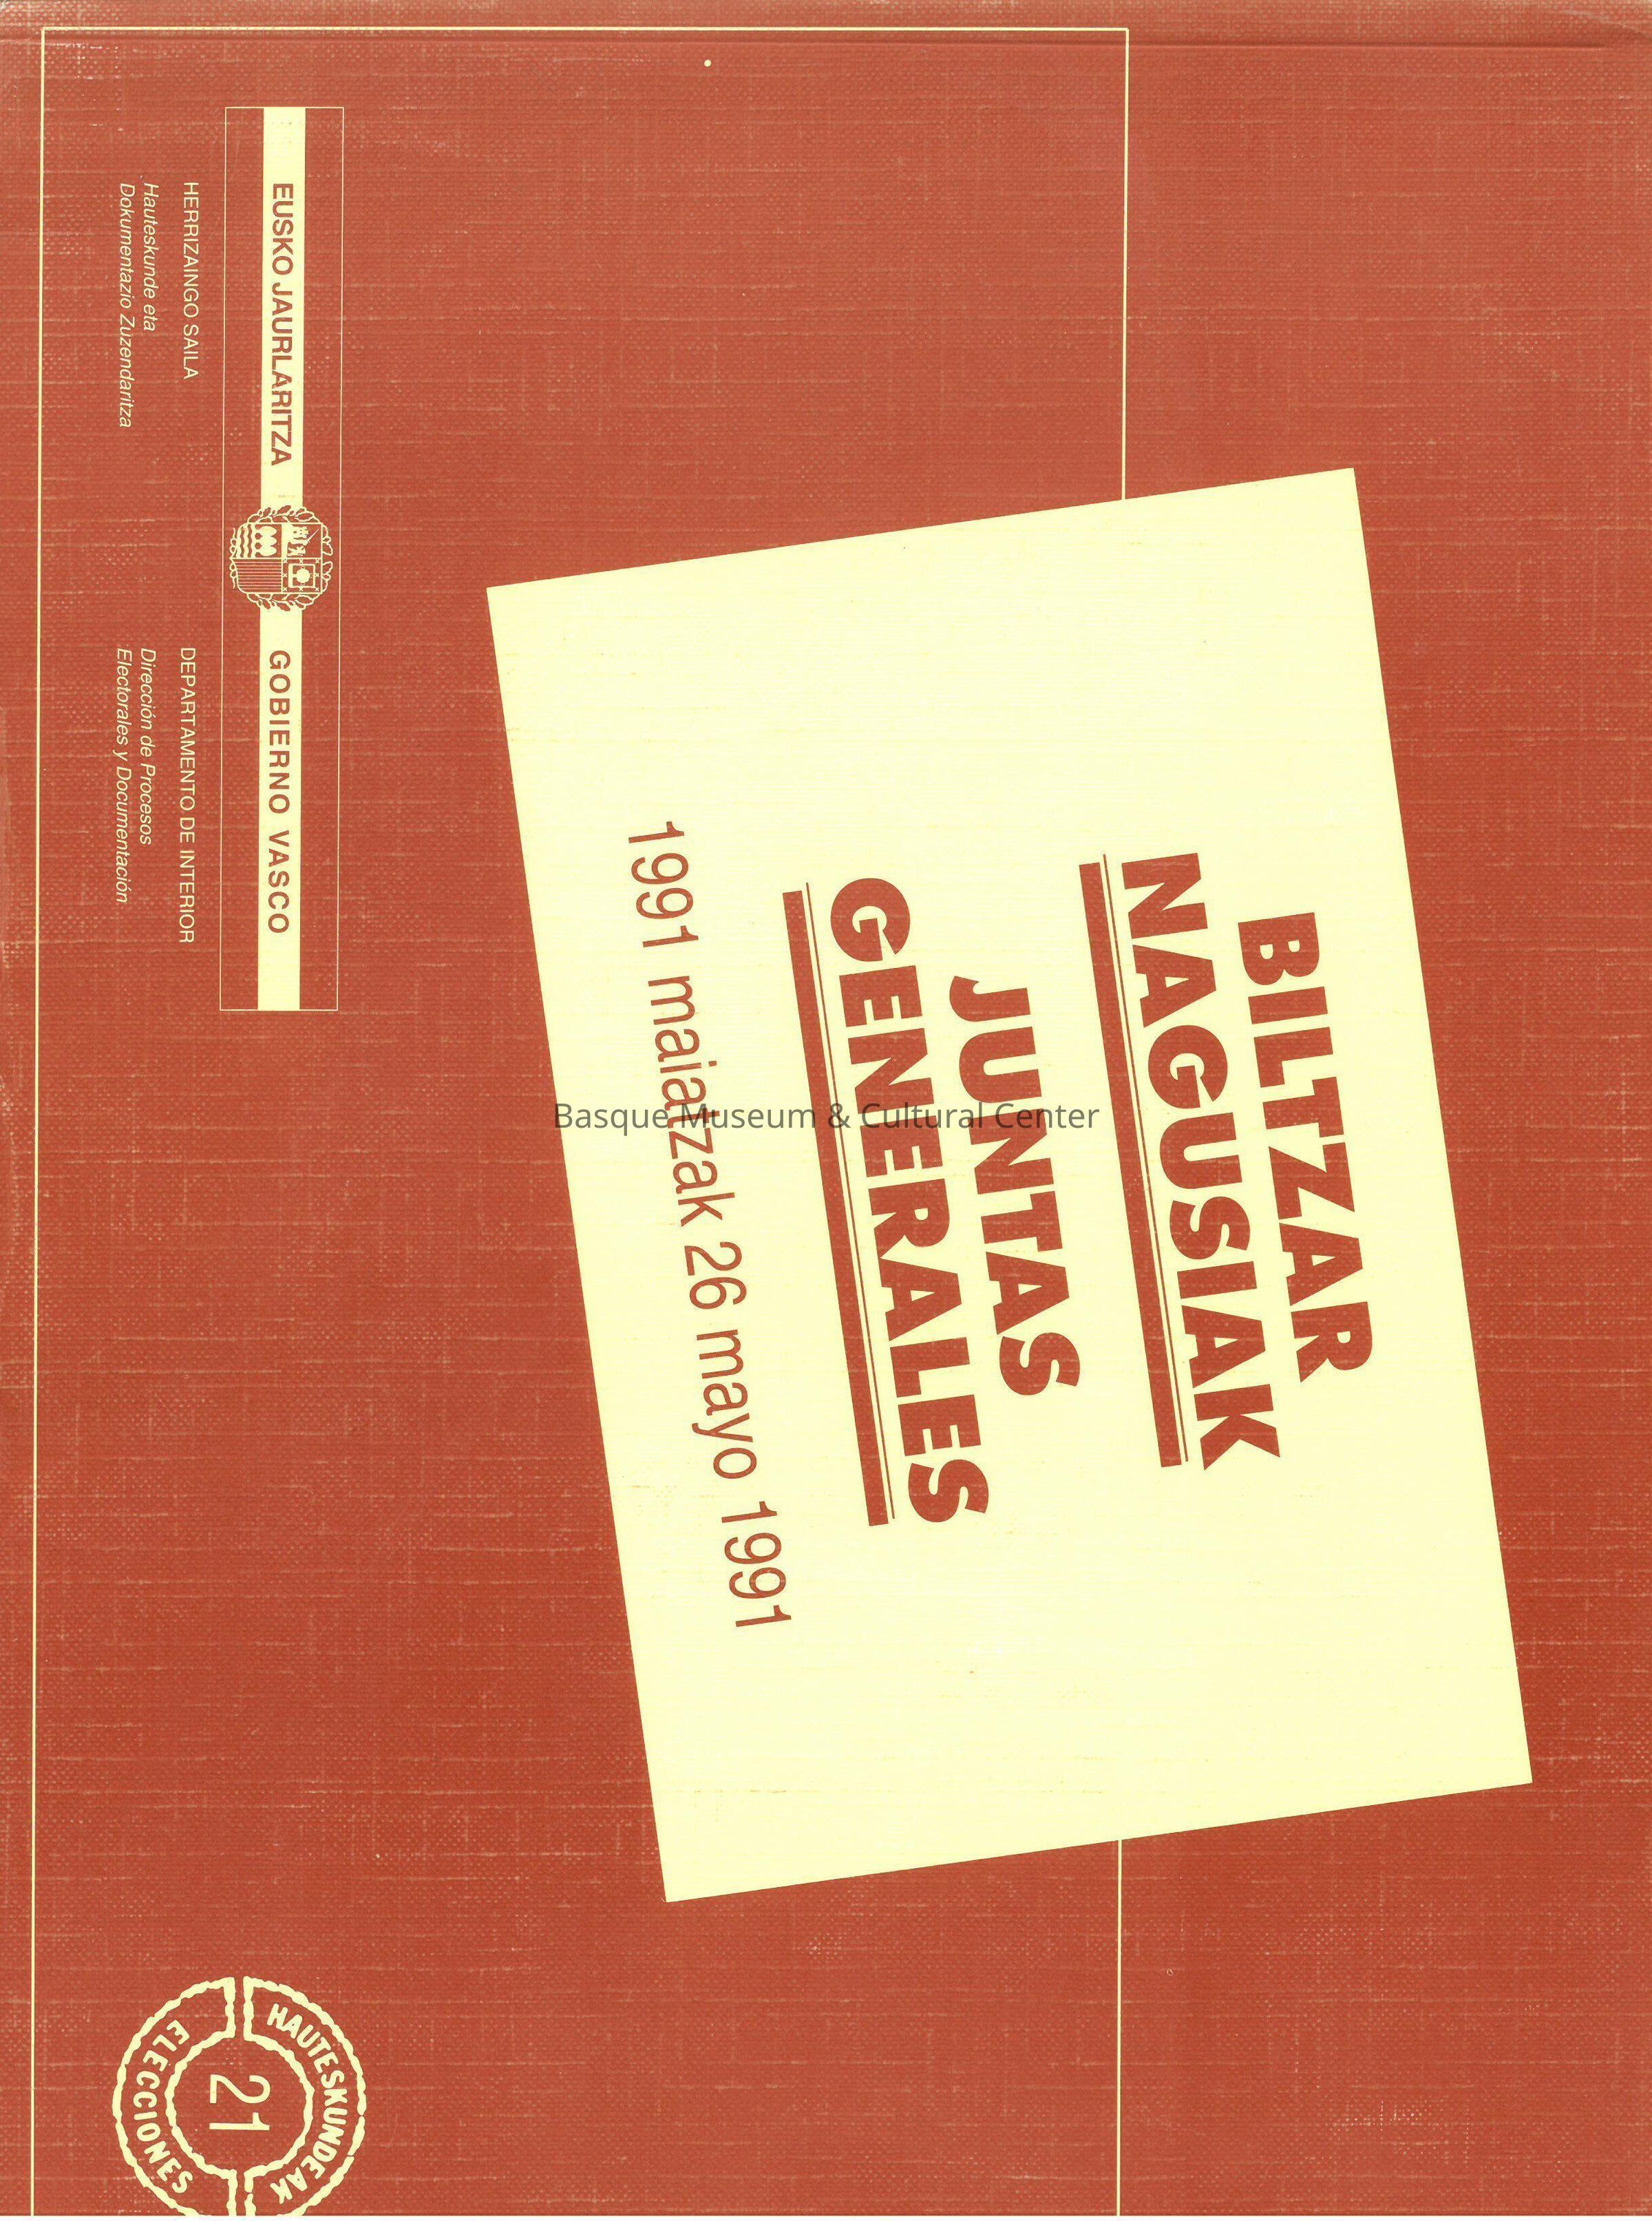 BILTZAR
NAGUSIAK
JUNTAS
GENERALES
1991 maiatzak 26 mayo 1991
EUSKO JAURLARITZA
GOBIERNO VASCO
HERRIZAINGO SAILA
Hauteskunde eta
Dokumentazio Zuzendaritza
DEPARTAMENTO DE INTERIOR
Dirección de Procesos
Electorales y Documentación
HAUTESKUNDEAK
21
ELECCIONES
Basque Museum & Cultural Center